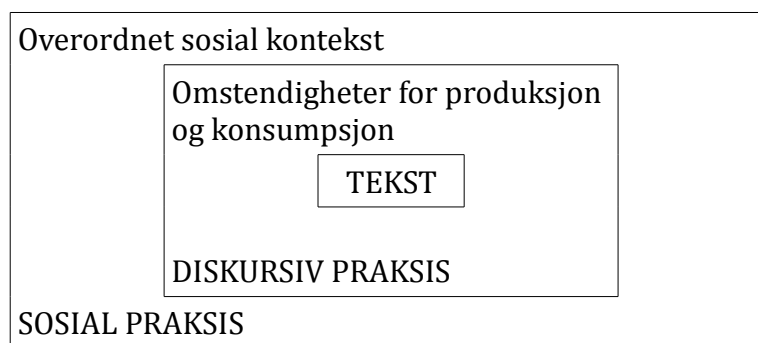 Overordnet sosial kontekst
Omstendigheter for produksjon
og konsumpsjon
TEKST
DISKURSIV PRAKSIS
SOSIAL PRAKSIS